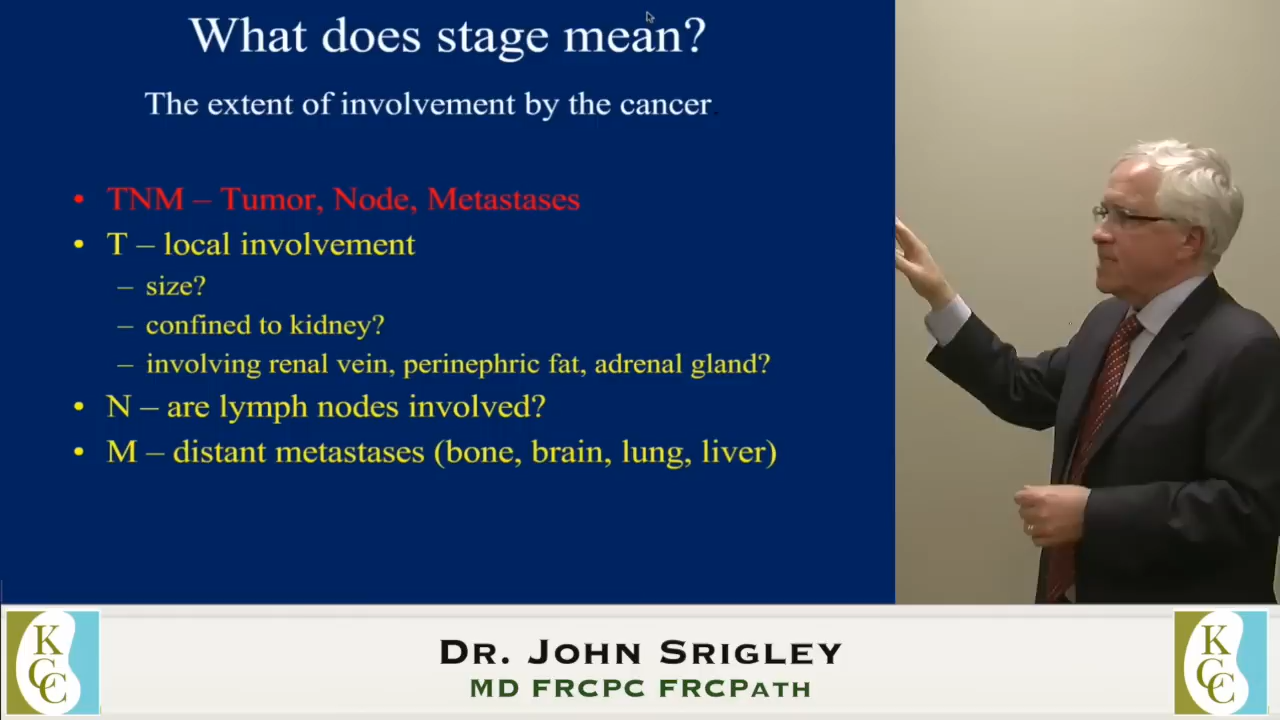 What does stage mean?
The extent of involvement by the cancer.
• TNM – Tumor, Node, Metastases
• T – local involvement
– size?
– confined to kidney?
– involving renal vein, perinephric fat, adrenal gland?
• N – are lymph nodes involved?
• M – distant metastases (bone, brain, lung, liver)
KCC
DR. JOHN SRIGLEY
MD FRCPC FRCPATH
KCC